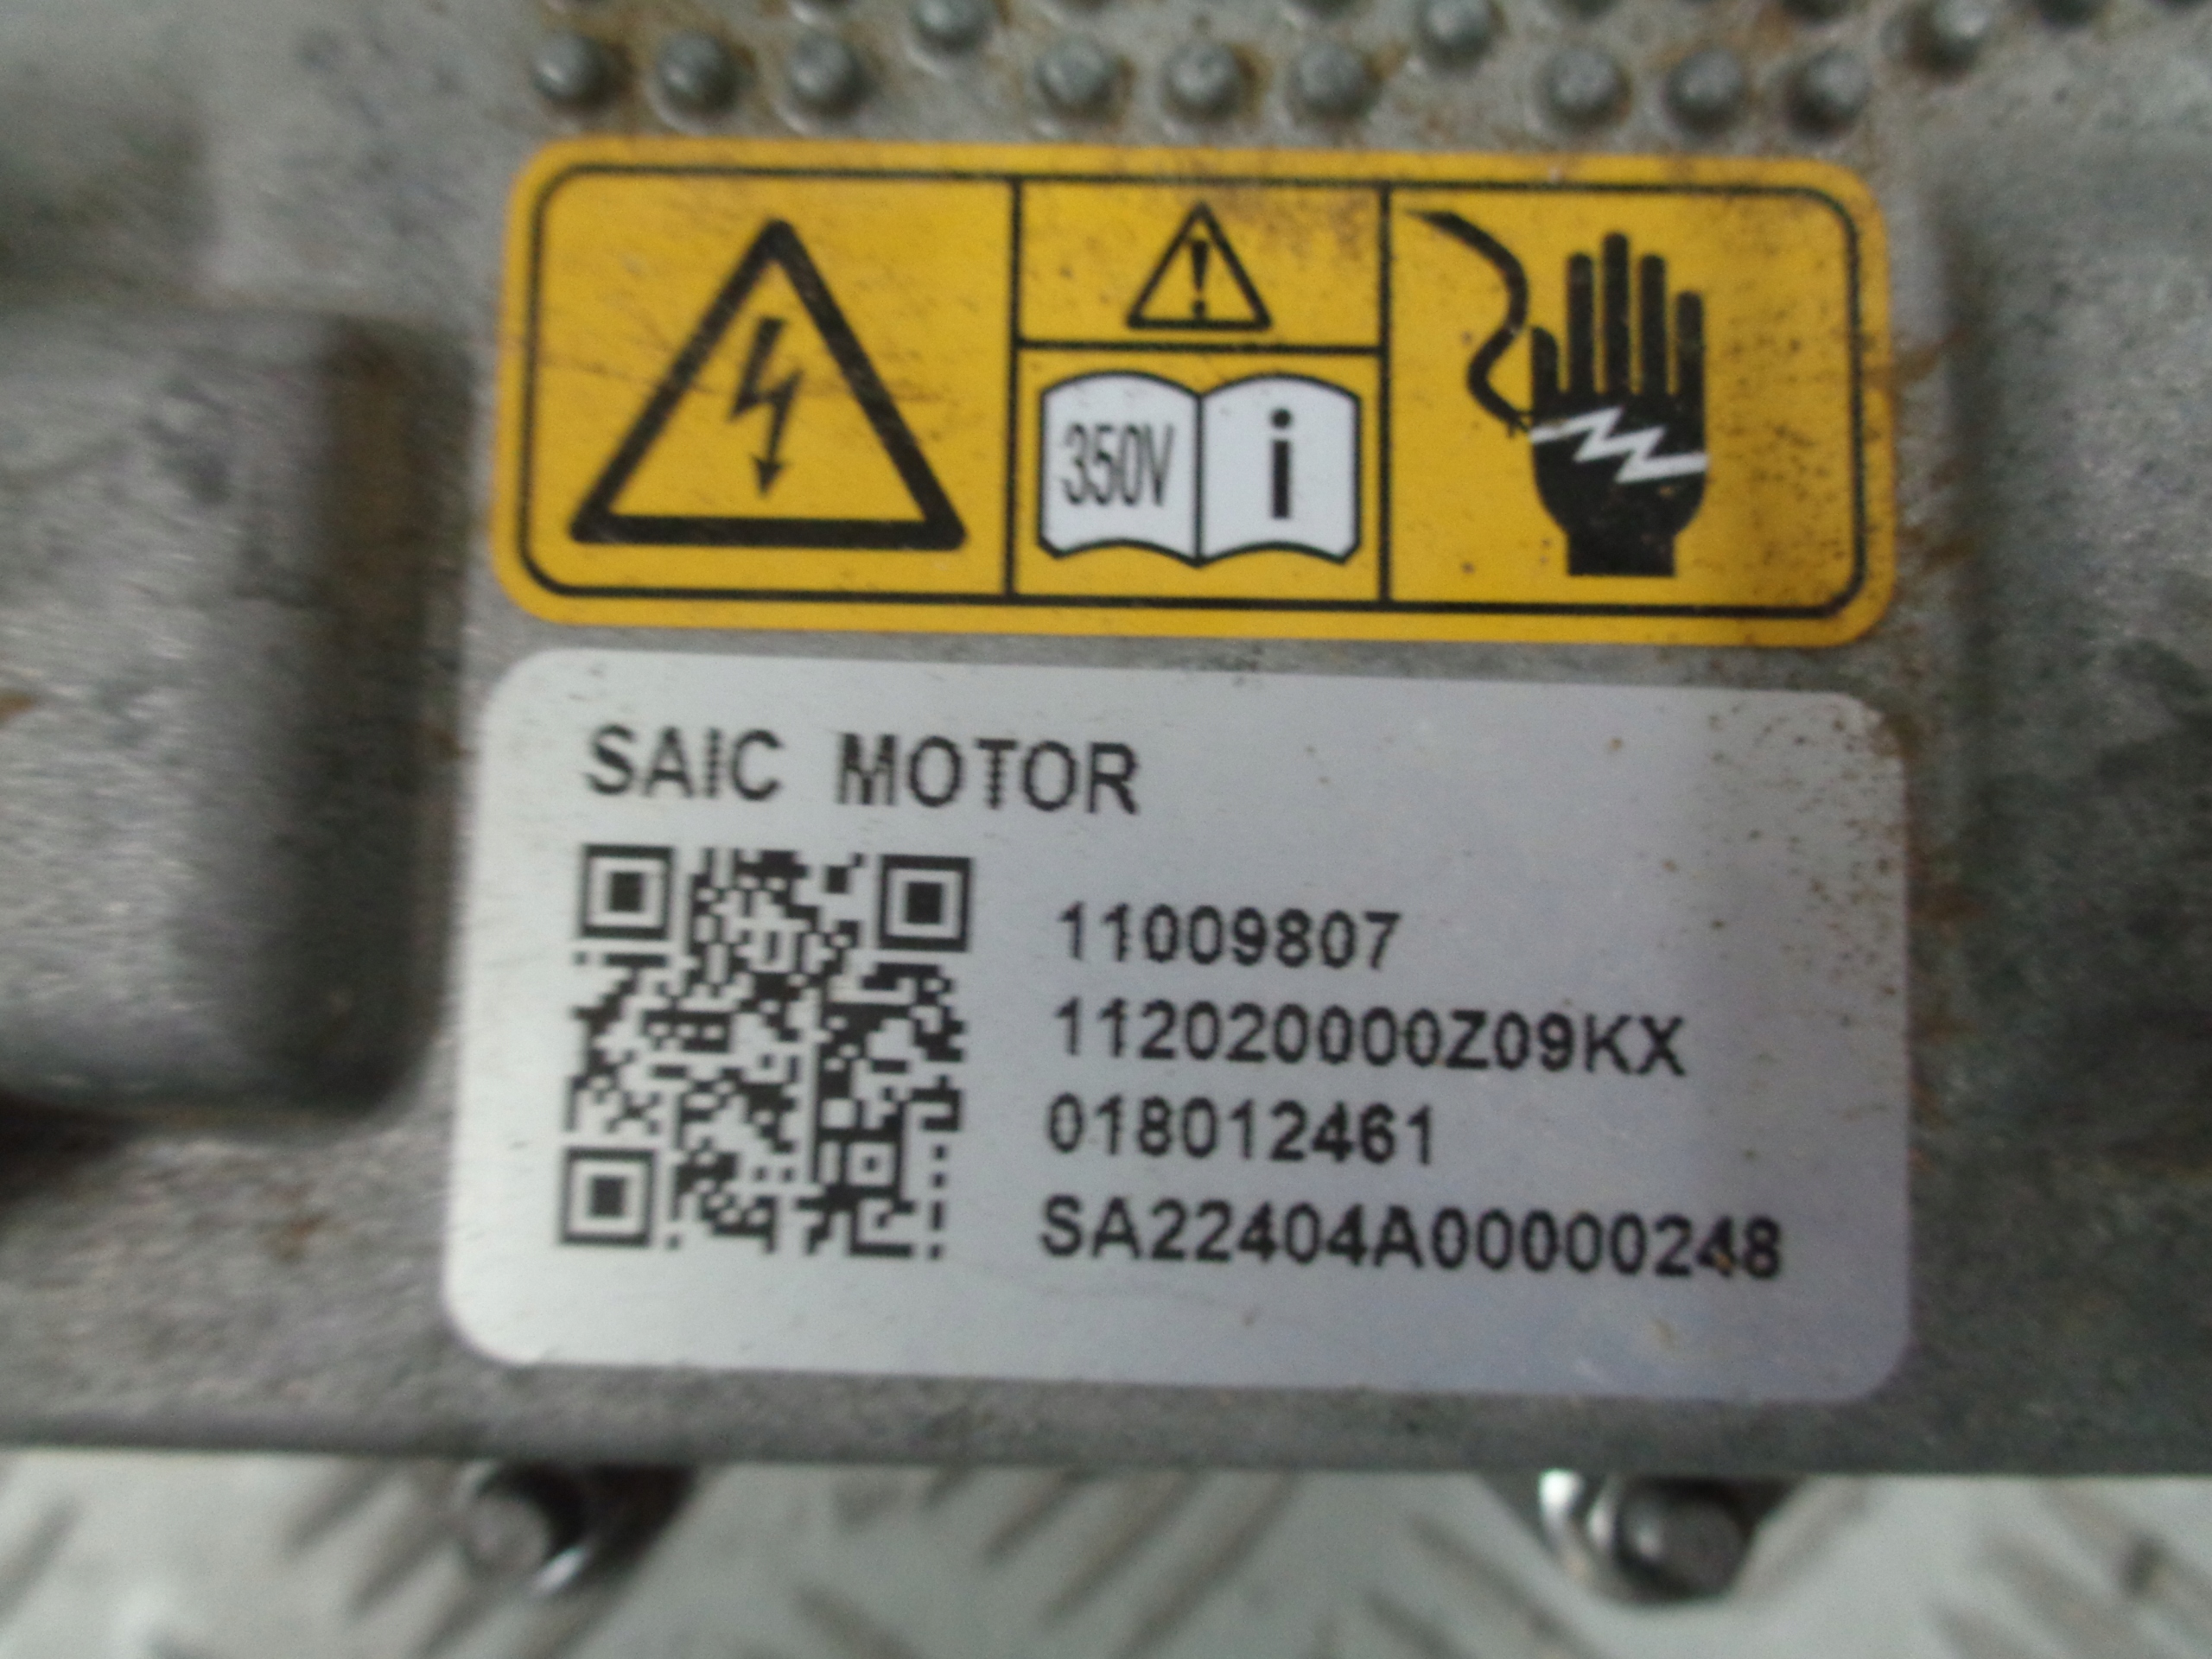 350V i
SAIC MOTOR
11009807
112020000Z09KX
018012461
SA22404A00000248